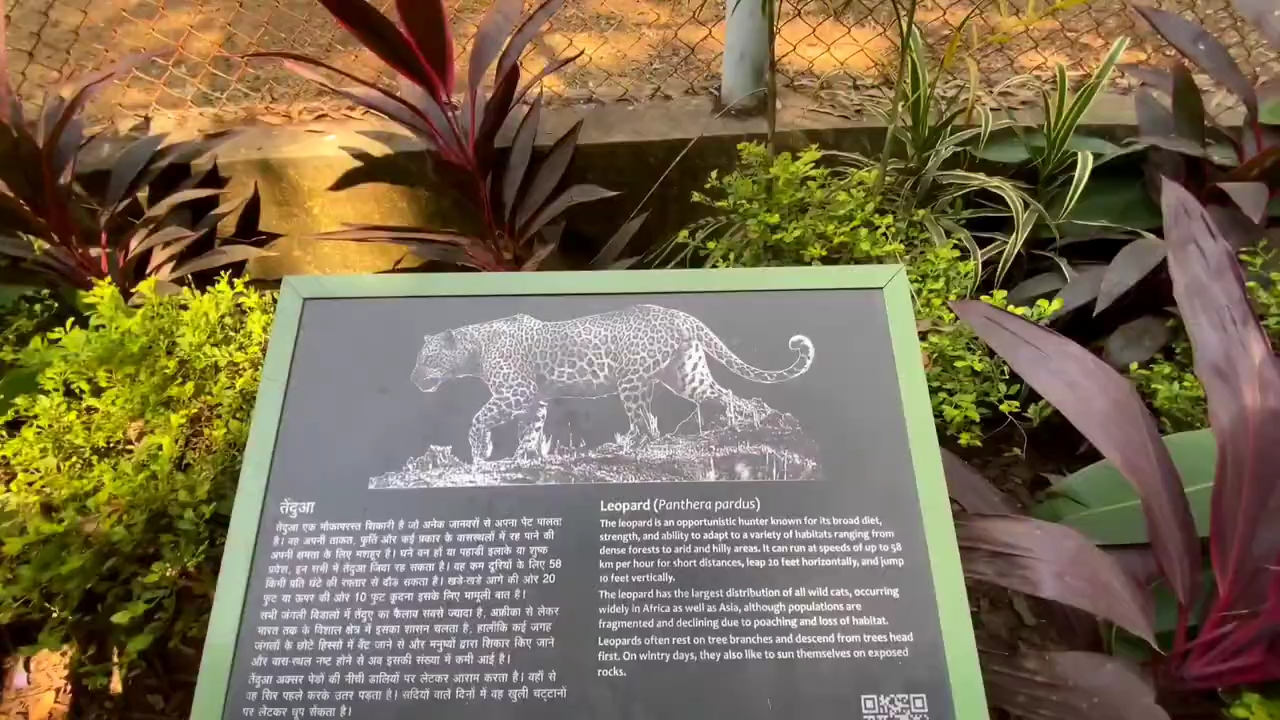 तेंदुआ
तेंदुआ एक मौकापरस्त शिकारी है जो अनेक जानवरों से अपना पेट पालता
है। वह अपनी ताकत, फुर्ति और कई प्रकार के वासस्थलों में रह पाने की
अपनी क्षमता के लिए मशहूर है। घने वन हों या पहाडी इलाके या शुष्क
प्रदेश, इन सभी में तेंदुआ जिंदा रह सकता है। वह कम दूरियों के लिए 58
किमी प्रति घंटे की रफ्तार से दौड सकता है। खडे-खडे आगे की ओर 20
फुट या ऊपर की ओर 10 फुट कूदना इसके लिए मामूली बात है।
सभी जंगली बिडालों में तेंदुए का फैलाव सबसे ज्यादा है, अफ्रीका से लेकर
भारत तक के विशाल क्षेत्र में इसका शासन चलता है, हालाँकि कई जगह
जंगलों के छोटे हिस्सों में बँट जाने से और मनुष्यों द्वारा शिकार किए जाने
और वास-स्थल नष्ट होने से अब इसकी संख्या में कमी आई है।
तेंदुआ अक्सर पेडों की नीची डालियों पर लेटकर आराम करता है। वहाँ से
वह सिर पहले करके उतर पड़ता है। सर्दियों वाले दिनों में वह खुली चट्टानों
पर लेटकर धूप सेंकता है।
Leopard (Panthera pardus)
The leopard is an opportunistic hunter known for its broad diet,
strength, and ability to adapt to a variety of habitats ranging from
dense forests to arid and hilly areas. It can run at speeds of up to 58
km per hour for short distances, leap 20 feet horizontally, and jump
10 feet vertically.
The leopard has the largest distribution of all wild cats, occurring
widely in Africa as well as Asia, although populations are
fragmented and declining due to poaching and loss of habitat.
Leopards often rest on tree branches and descend from trees head
first. On wintry days, they also like to sun themselves on exposed
rocks.